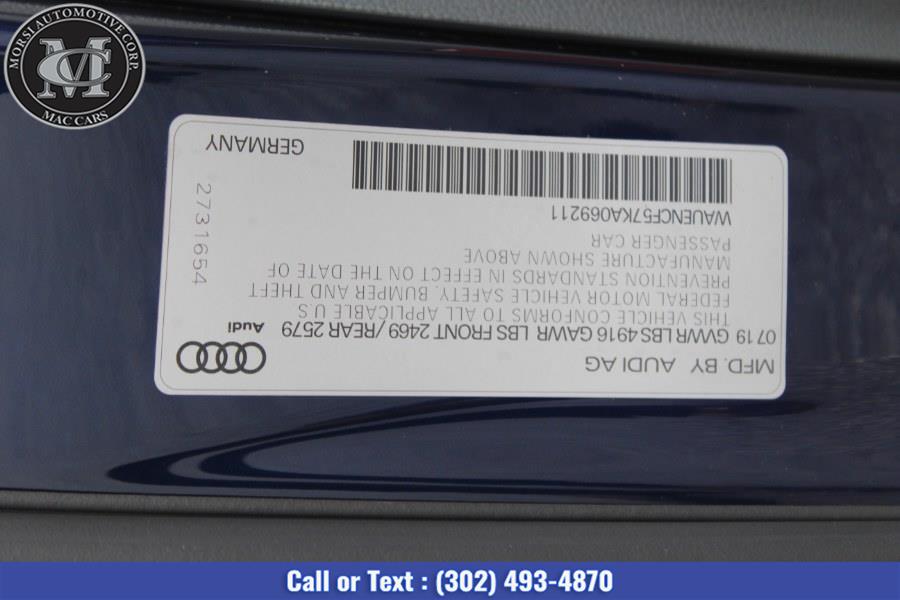 MORSI AUTOMOTIVE CORP.
MC
MAC CARS
MFD. BY AUDI AG
Audi
07 19 GVWR LBS 4916 GAWR LBS FRONT 2469 / REAR 2579
THIS VEHICLE CONFORMS TO ALL APPLICABLE U S
FEDERAL MOTOR VEHICLE SAFETY, BUMPER AND THEFT
PREVENTION STANDARDS IN EFFECT ON THE DATE OF
MANUFACTURE SHOWN ABOVE
PASSENGER CAR
WAUENCF57KA069211
GERMANY
2731654
Call or Text : (302) 493-4870